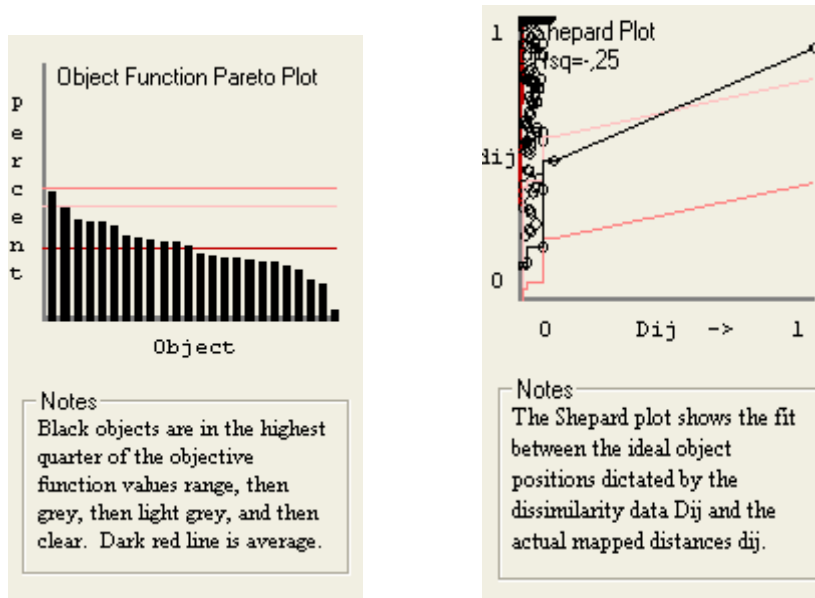 Object Function Pareto Plot
percent
Object
Notes
Black objects are in the highest
quarter of the objective
function values range, then
grey, then light grey, and then
clear. Dark red line is average.
1
Shepard Plot
Rsq=-,25
dij
0
0 Dij -> 1
Notes
The Shepard plot shows the fit
between the ideal object
positions dictated by the
dissimilarity data Dij and the
actual mapped distances dij.